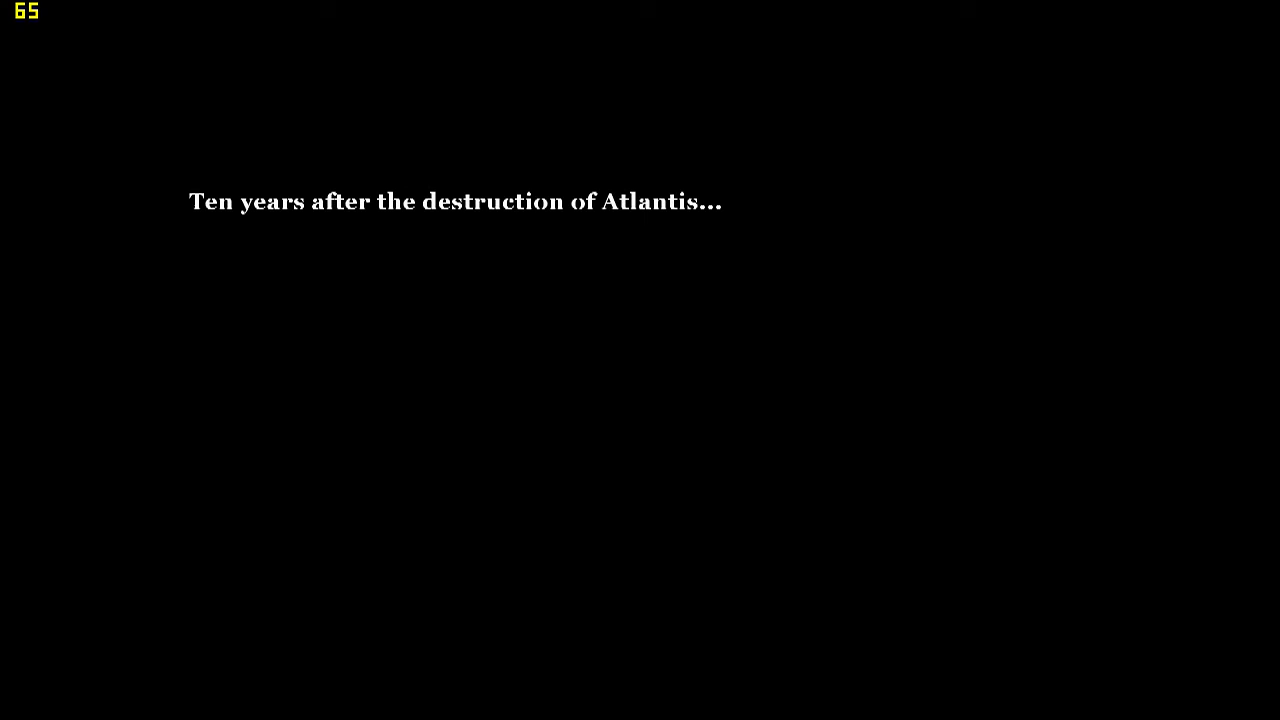 65
Ten years after the destruction of Atlantis...